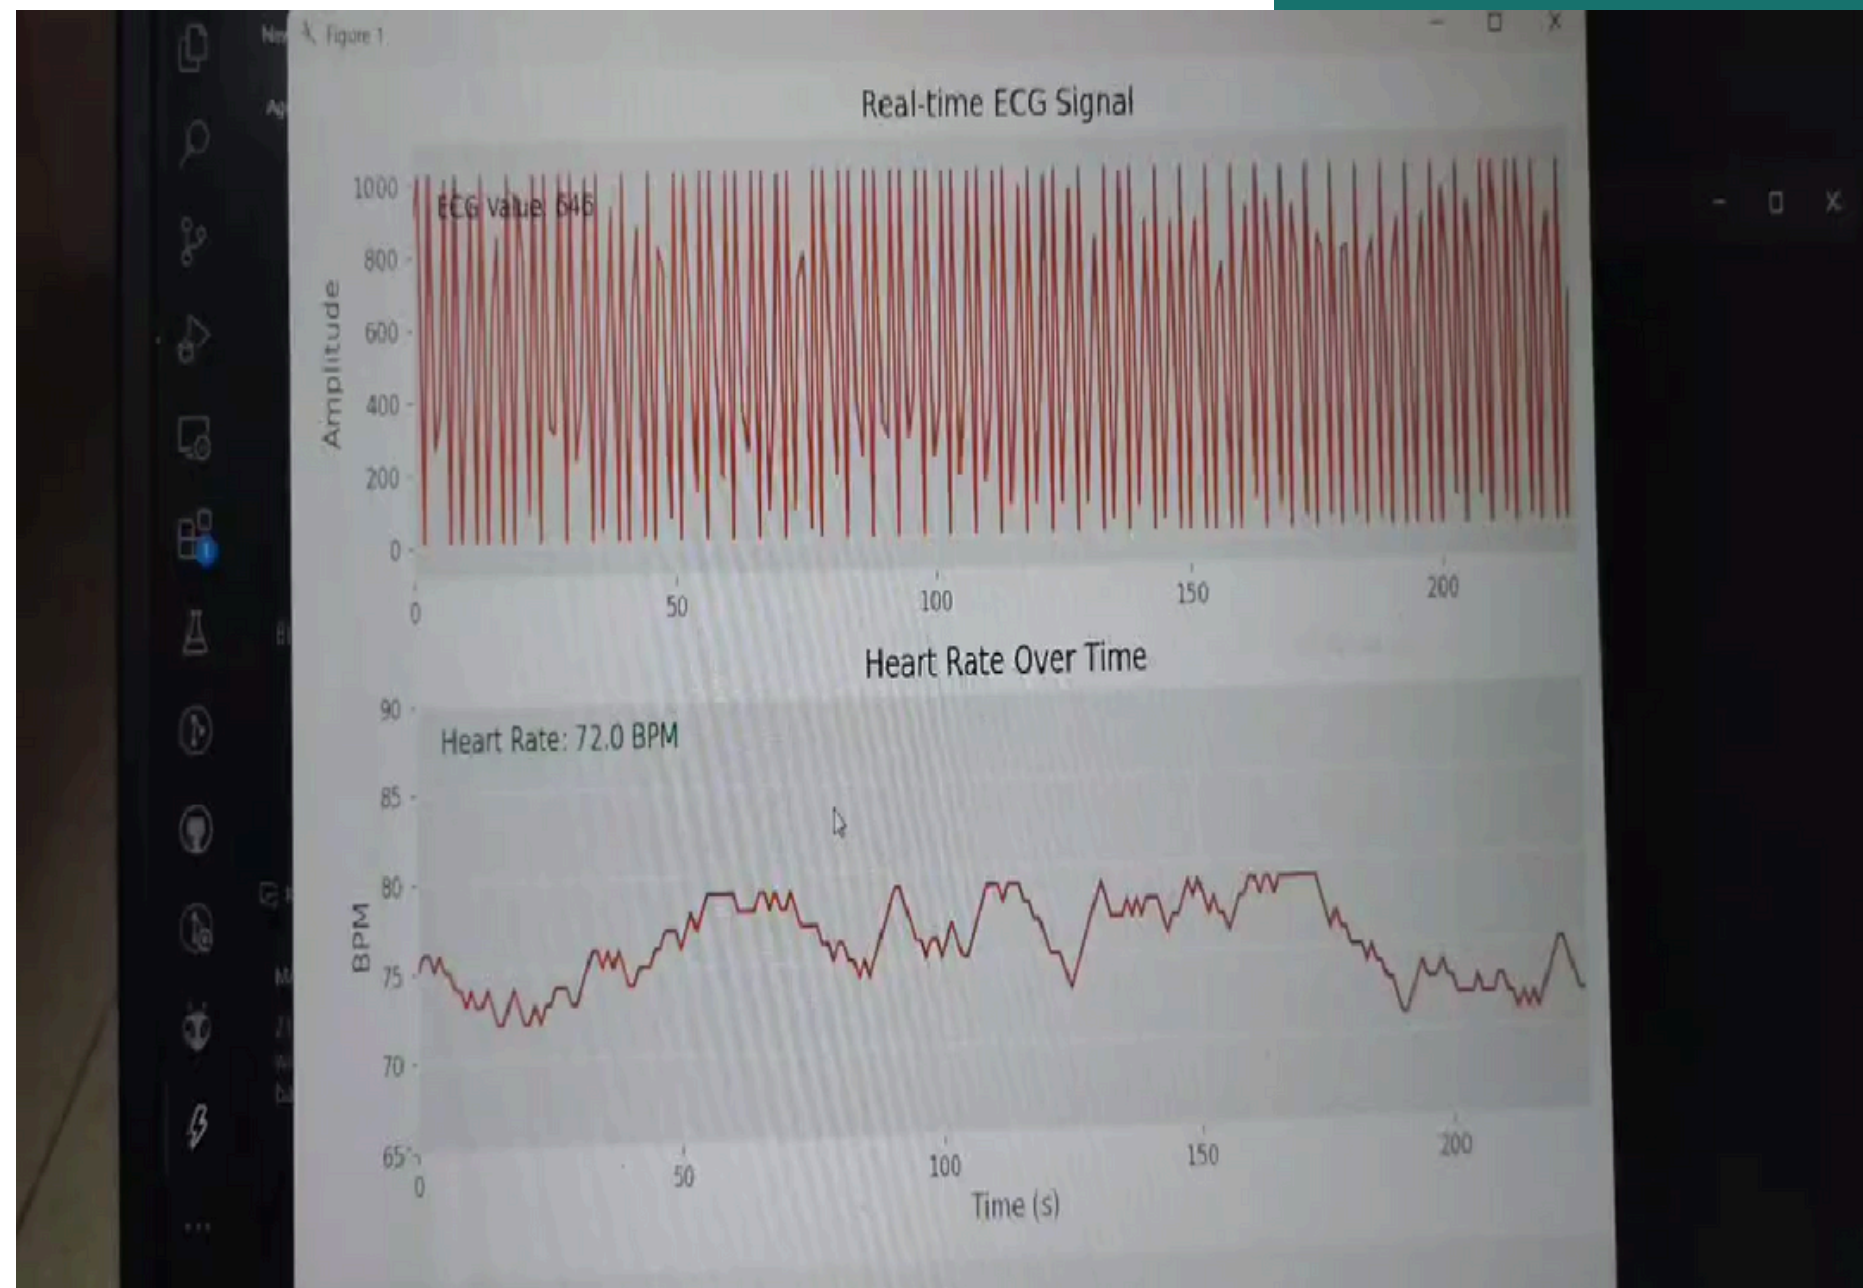 Figure 1
Real-time ECG Signal
1000
ECG Value: 646
800
600
400
200
0
Amplitude
0 50 100 150 200
Heart Rate Over Time
90
Heart Rate: 72.0 BPM
85
80
75
70
65
BPM
0 50 100 150 200
Time (s)